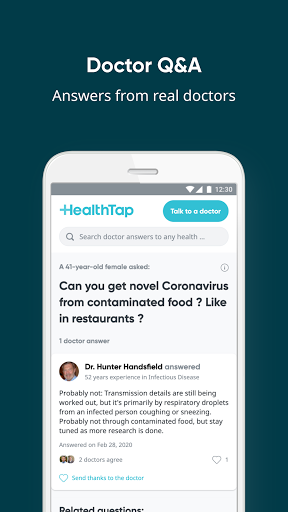 Doctor Q&A
Answers from real doctors
12:30
HealthTap
Talk to a doctor
Search doctor answers to any health ...
A 41-year-old female asked:
Can you get novel Coronavirus
from contaminated food ? Like
in restaurants ?
1 doctor answer
Dr. Hunter Handsfield answered
52 years experience in Infectious Disease
Probably not: Transmission details are still
being worked out, but it's primarily by respiratory droplets
from an infected person coughing or sneezing.
Probably not through contaminated food, but stay
tuned as more research is done.
Answered on Feb 28, 2020
2 doctors agree
1
Send thanks to the doctor
Related questions: